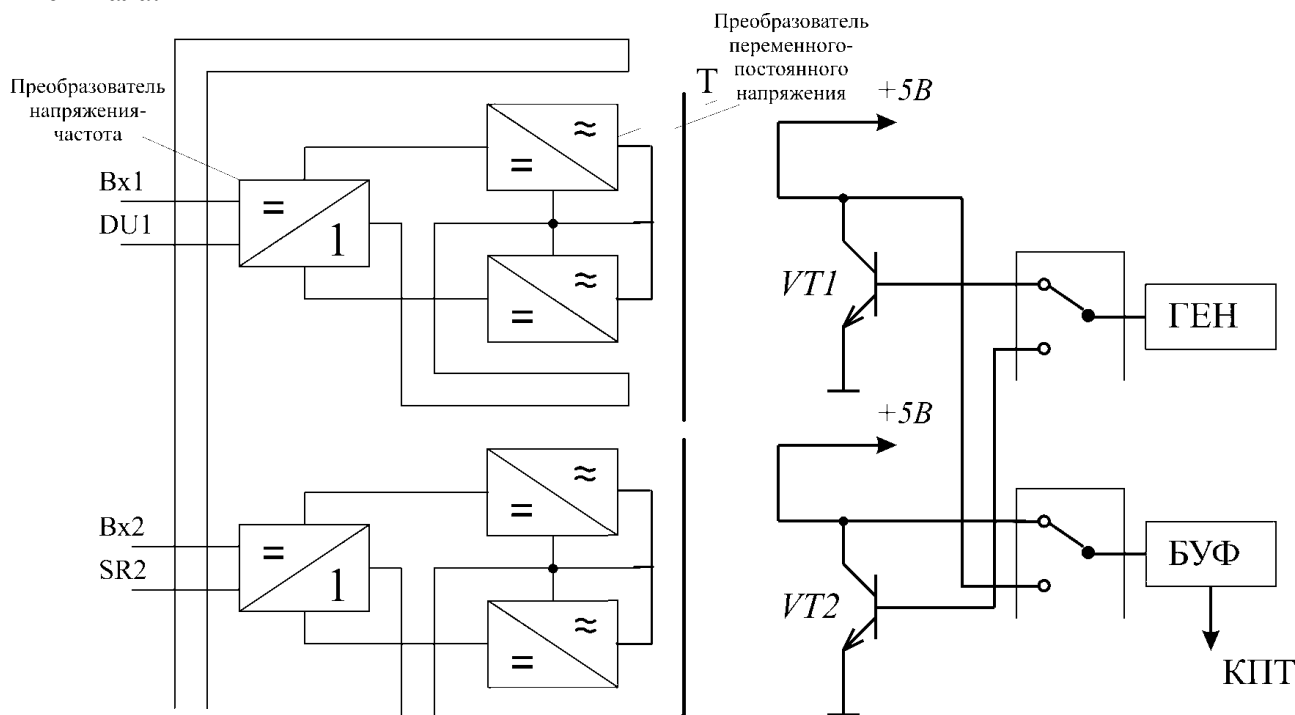 Преобразователь
переменного-
постоянного
напряжения
Преобразователь
напряжения-
частота
Т
+5В
≈
=
Вх1
DU1
=
1
≈
=
VT1
ГЕН
+5В
≈
=
Вх2
SR2
=
1
≈
=
VT2
БУФ
КПТ